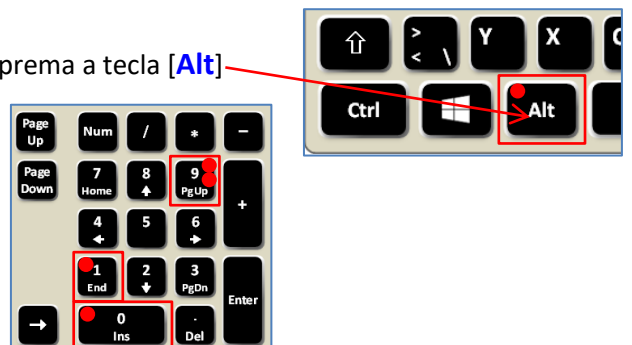 ⇧ > < \ Y X
prema a tecla [Alt]
Ctrl Alt
Page Up Num / * –
Page Down 7 Home 8 9 PgUp +
4 5 6
1 End 2 3 PgDn Enter
0 Ins . Del